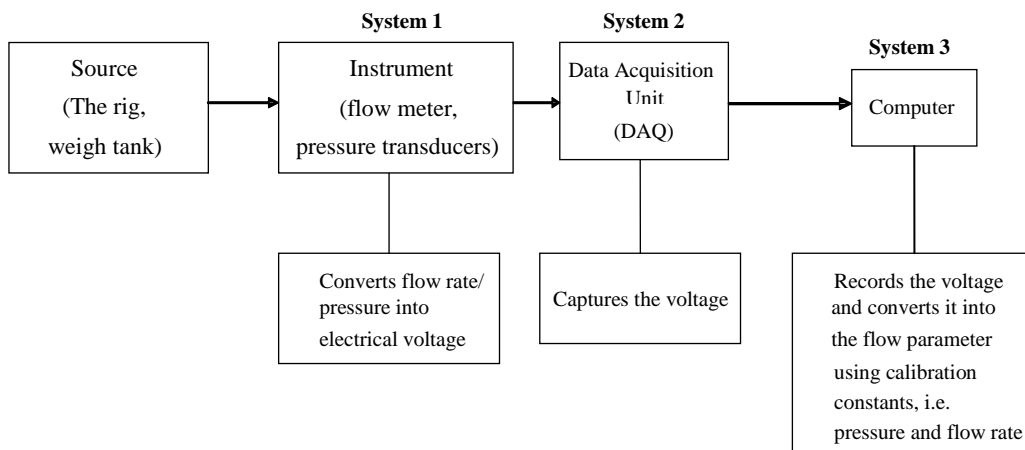 System 1
System 2
System 3
Source
(The rig,
weigh tank)
Instrument
(flow meter,
pressure transducers)
Data Acquisition
Unit
(DAQ)
Computer
Converts flow rate/
pressure into
electrical voltage
Captures the voltage
Records the voltage
and converts it into
the flow parameter
using calibration
constants, i.e.
pressure and flow rate